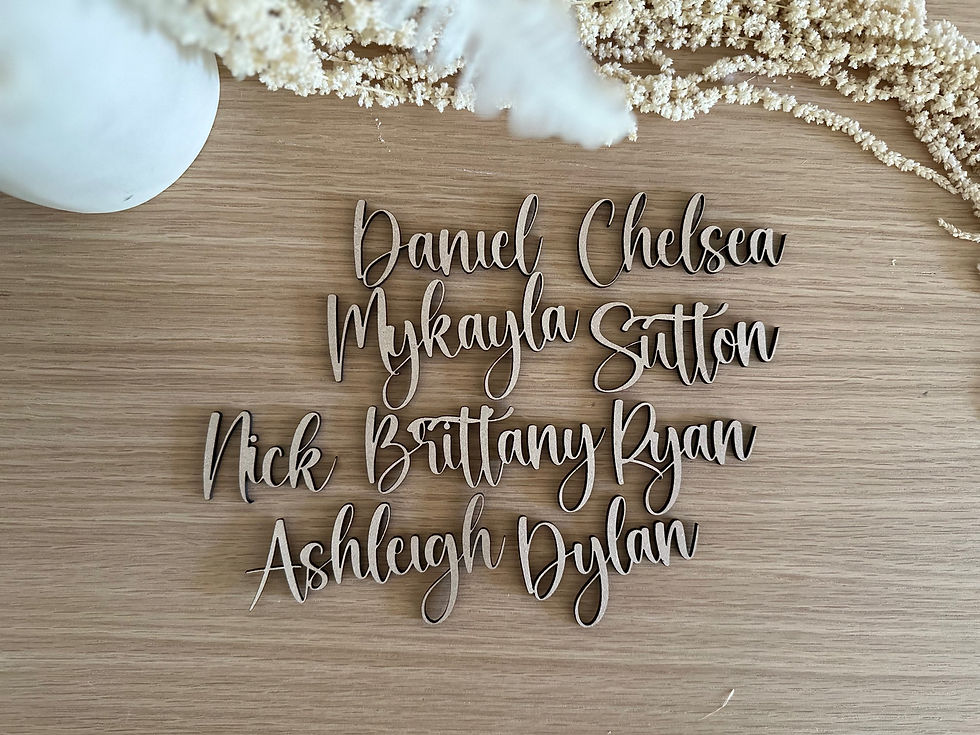 Daniel Chelsea
Mykayla Sutton
Nick Brittany Ryan
Ashleigh Dylan